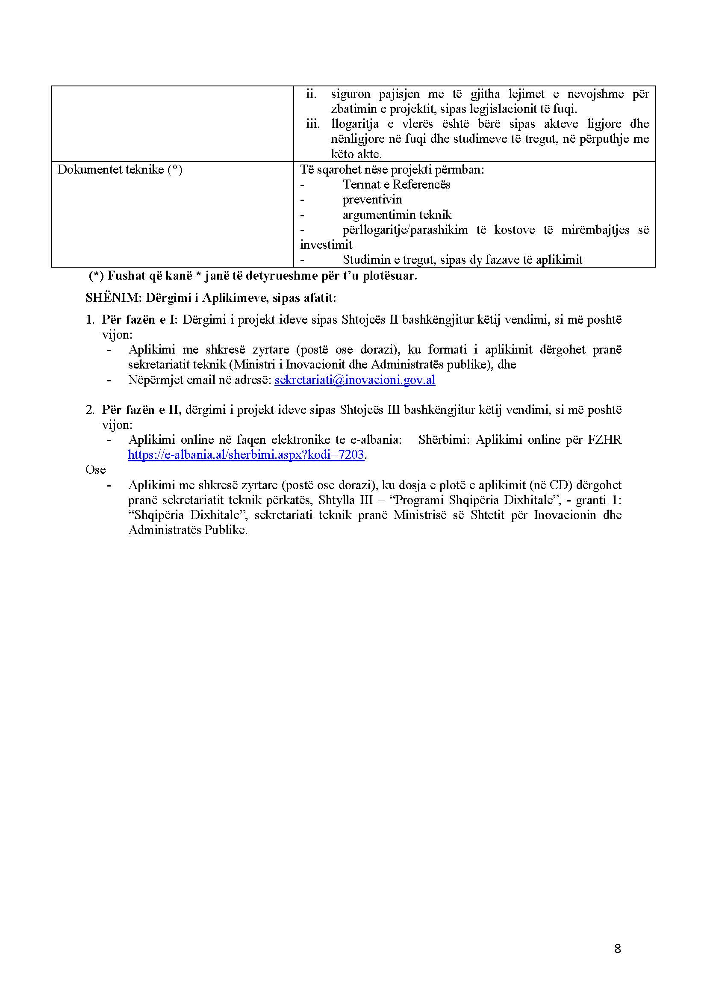 ii. siguron pajisjen me të gjitha lejimet e nevojshme për
zbatimin e projektit, sipas legjislacionit të fuqi.
iii. llogaritja e vlerës është bërë sipas akteve ligjore dhe
nënligjore në fuqi dhe studimeve të tregut, në përputhje me
këto akte.
Dokumentet teknike (*)
Të sqarohet nëse projekti përmban:
- Termat e Referencës
- preventivin
- argumentimin teknik
- përllogaritje/parashikim të kostove të mirëmbajtjes së
investimit
- Studimin e tregut, sipas dy fazave të aplikimit
(*) Fushat që kanë * janë të detyrueshme për t’u plotësuar.
SHËNIM: Dërgimi i Aplikimeve, sipas afatit:
1. Për fazën e I: Dërgimi i projekt ideve sipas Shtojcës II bashkëngjitur këtij vendimi, si më poshtë
vijon:
- Aplikimi me shkresë zyrtare (postë ose dorazi), ku formati i aplikimit dërgohet pranë
sekretariatit teknik (Ministri i Inovacionit dhe Administratës publike), dhe
- Nëpërmjet email në adresë: sekretariati@inovacioni.gov.al
2. Për fazën e II, dërgimi i projekt ideve sipas Shtojcës III bashkëngjitur këtij vendimi, si më poshtë
vijon:
- Aplikimi online në faqen elektronike te e-albania: Shërbimi: Aplikimi online për FZHR
https://e-albania.al/sherbimi.aspx?kodi=7203.
Ose
- Aplikimi me shkresë zyrtare (postë ose dorazi), ku dosja e plotë e aplikimit (në CD) dërgohet
pranë sekretariatit teknik përkatës, Shtylla III – “Programi Shqipëria Dixhitale”, - granti 1:
“Shqipëria Dixhitale”, sekretariati teknik pranë Ministrisë së Shtetit për Inovacionin dhe
Administratës Publike.
8